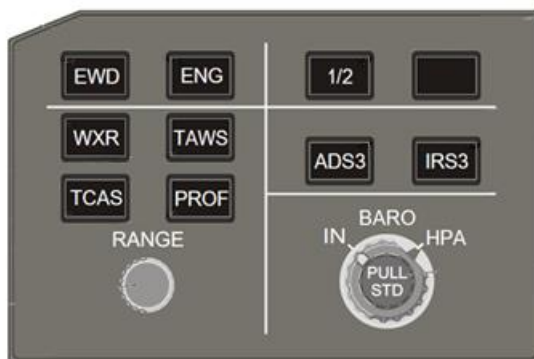 EWD ENG 1/2
WXR TAWS
ADS3 IRS3
TCAS PROF
BARO
RANGE IN HPA
PULL
STD